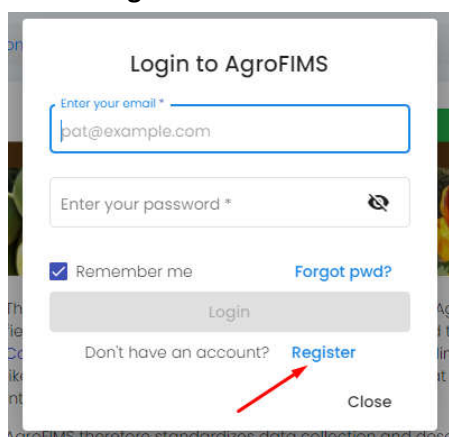 Login to AgroFIMS
Enter your email *
pat@example.com
Enter your password *
Remember me
Forgot pwd?
Login
Don't have an account? Register
Close
AgroFIMS therefore standardizes data collection and